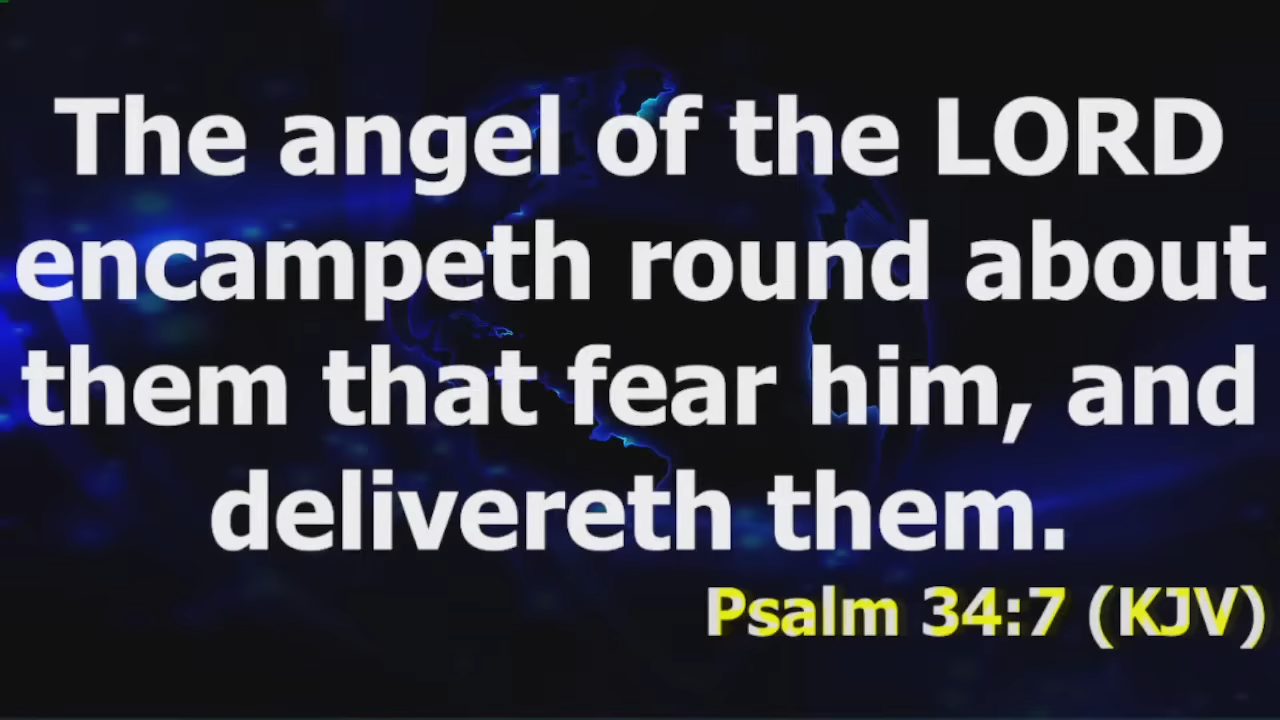 The angel of the LORD
encampeth round about
them that fear him, and
delivereth them.
Psalm 34:7 (KJV)